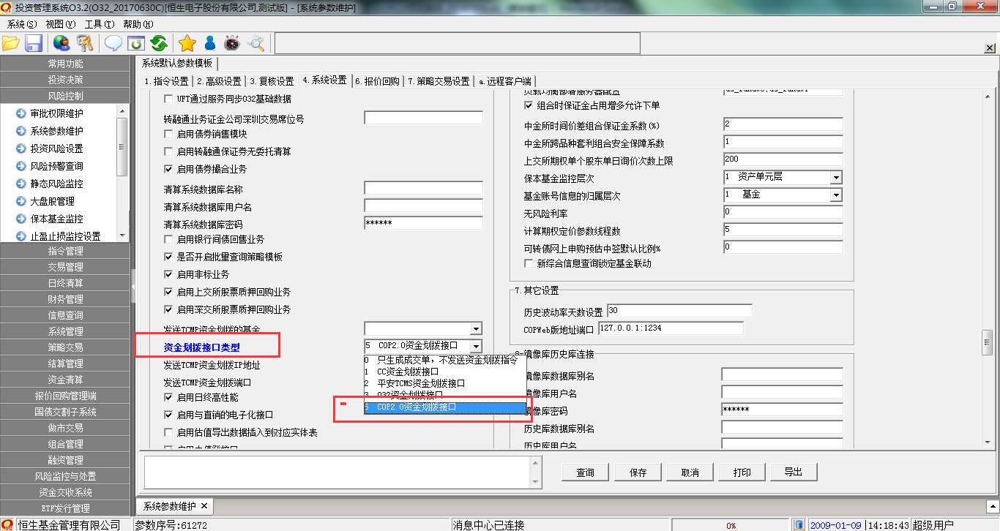 投资管理系统O3.2(O32_20170630C)[恒生电子股份有限公司,测试版] - [系统参数维护]
系统(S) 视图(V) 工具(T) 帮助(H)
常用功能
投资决策
风险控制
审批权限维护
系统参数维护
投资风险设置
风险预警查询
静态风险监控
大盘股管理
保本基金监控
止盈止损监控设置
指令管理
交易管理
日终清算
财务管理
信息查询
系统管理
策略交易
结算管理
资金清算
报价回购管理端
国债交割子系统
做市交易
组合管理
融资管理
风险监控与处置
资金交收系统
ETF发行管理
系统默认参数模板
1.指令设置 2.高级设置 3.复核设置 4.系统设置 6.报价回购 7.策略交易设置 a.远程客户端
UFT通过服务同步O32基础数据
转融通业务证金公司深圳交易席位号
启用债券销售模块
启用转融通保证券无委托清算
启用债券撮合业务
清算系统数据库名称
清算系统数据库用户名
清算系统数据库密码 ******
启用银行间债回售业务
是否开启批量查询策略模板
启用非标业务
启用上交所股票质押回购业务
启用深交所股票质押回购业务
发送TCMP资金划拨的基金
资金划拨接口类型 5 COP2.0资金划拨接口
0 只生成成交单，不发送资金划拨指令
1 CC资金划拨接口
2 平安TCMS资金划拨接口
3 O32资金划拨接口
5 COP2.0资金划拨接口
发送TCMP资金划拨IP地址
发送TCMP资金划拨端口
启用日终高性能
启用与直销的电子化接口
启用估值导出数据插入到对应实体表
负载均衡部署服务器配置
组合时保证金占用增多允许下单
中金所时间价差组合保证金系数(%) 2
中金所跨品种套利组合安全保障系数 1
上交所期权单个股东单日询价次数上限 200
保本基金监控层次 1 资产单元层
基金账号信息的归属层次 1 基金
无风险利率 0
计算期权定价参数线程数 5
可转债网上申购预估中签默认比例% 0
新综合信息查询锁定基金联动
7.其它设置
历史波动率天数设置 30
COPWeb版地址端口 127.0.0.1:1234
8.镜像库历史库连接
镜像库数据库别名
镜像库用户名
镜像库密码 ******
历史库数据库别名
历史库用户名
查询 保存 取消 打印 导出
系统参数维护
恒生基金管理有限公司 参数序号:61272 消息中心已连接 0% 2009-01-09 14:18:43 超级用户